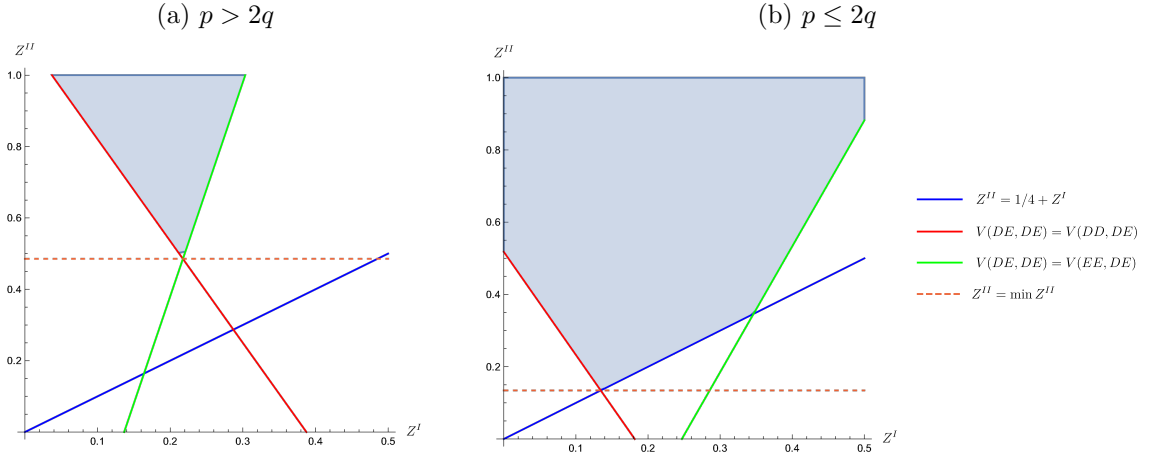 (a) p > 2q
(b) p ≤ 2q
Z^{II}
1.0
0.8
0.6
0.4
0.2
0.1
0.2
0.3
0.4
0.5
Z^I
Z^{II}
1.0
0.8
0.6
0.4
0.2
0.1
0.2
0.3
0.4
0.5
Z^I
Z^{II} = 1/4 + Z^I
V(DE, DE) = V(DD, DE)
V(DE, DE) = V(EE, DE)
Z^{II} = min Z^{II}